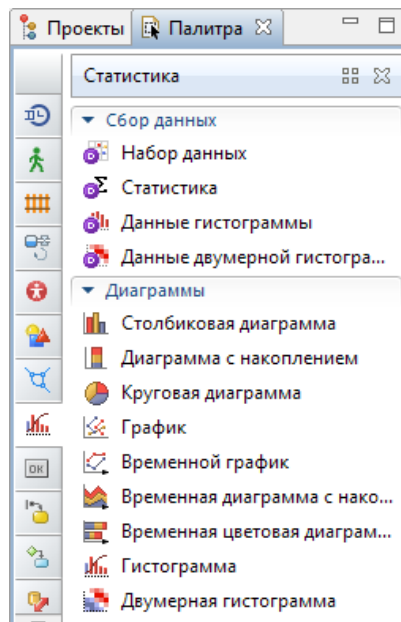 Проекты Палитра
Статистика
Сбор данных
Набор данных
Статистика
Данные гистограммы
Данные двумерной гистогра...
Диаграммы
Столбиковая диаграмма
Диаграмма с накоплением
Круговая диаграмма
График
Временной график
Временная диаграмма с нако...
Временная цветовая диаграм...
Гистограмма
OK
Двумерная гистограмма